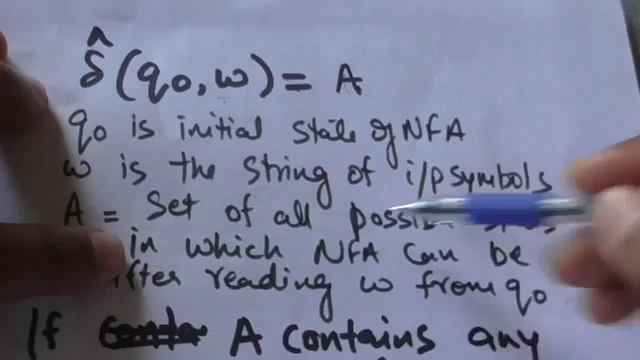 δ̂(q0, w) = A
q0 is initial state of NFA
w is the string of i/p symbols
A = Set of all
in which NFA can be
after reading w from q0
If A contains any